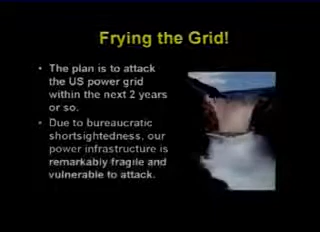 Frying the Grid!
• The plan is to attack
the US power grid
within the next 2 years
or so.
• Due to bureaucratic
shortsightedness, our
power infrastructure is
remarkably fragile and
vulnerable to attack.